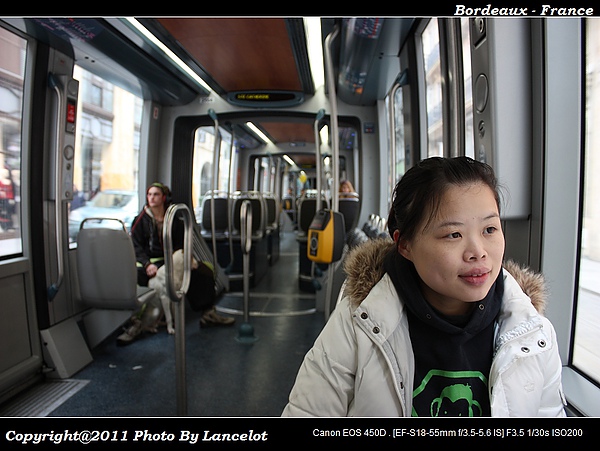 Bordeaux - France
Copyright@2011 Photo By Lancelot
Canon EOS 450D . [EF-S18-55mm f/3.5-5.6 IS] F3.5 1/30s ISO200